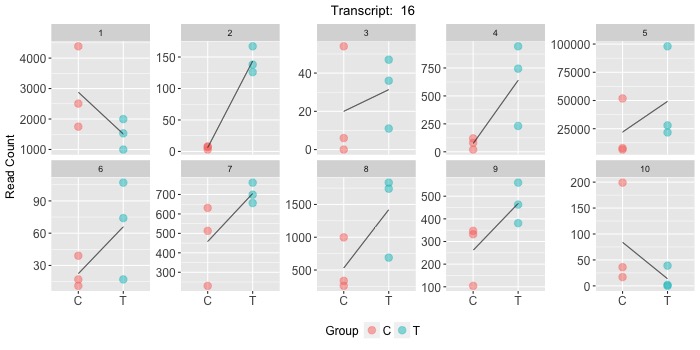 Transcript: 16
1 2 3 4 5
4000 3000 2000 1000
150 100 50 0
40 20 0
750 500 250 0
100000 75000 50000 25000
Read Count
6 7 8 9 10
90 60 30
700 600 500 400 300
1500 1000 500
500 400 300 200 100
200 150 100 50 0
C T C T C T C T C T
Group C T